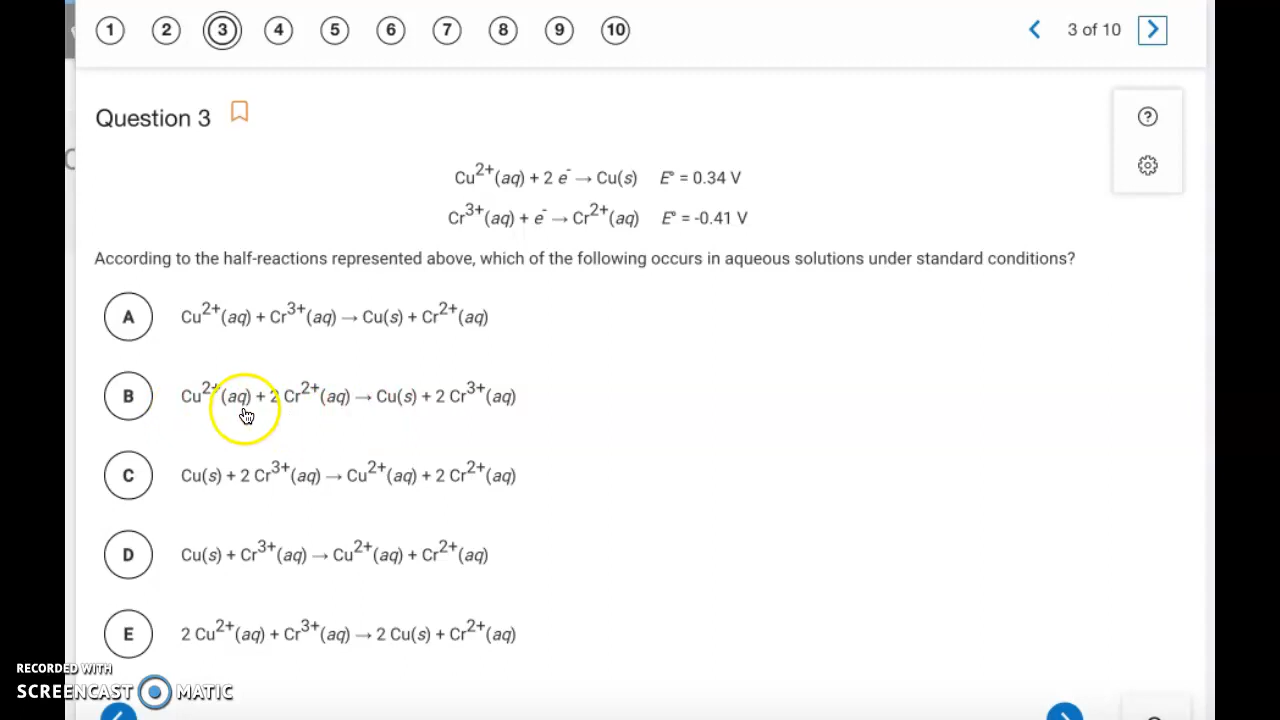 1 2 3 4 5 6 7 8 9 10 3 of 10
Question 3
Cu²⁺(aq) + 2 e⁻ → Cu(s) E° = 0.34 V
Cr³⁺(aq) + e⁻ → Cr²⁺(aq) E° = -0.41 V
According to the half-reactions represented above, which of the following occurs in aqueous solutions under standard conditions?
A Cu²⁺(aq) + Cr³⁺(aq) → Cu(s) + Cr²⁺(aq)
B Cu²⁺(aq) + 2 Cr²⁺(aq) → Cu(s) + 2 Cr³⁺(aq)
C Cu(s) + 2 Cr³⁺(aq) → Cu²⁺(aq) + 2 Cr²⁺(aq)
D Cu(s) + Cr³⁺(aq) → Cu²⁺(aq) + Cr²⁺(aq)
E 2 Cu²⁺(aq) + Cr³⁺(aq) → 2 Cu(s) + Cr²⁺(aq)
RECORDED WITH
SCREENCAST MATIC